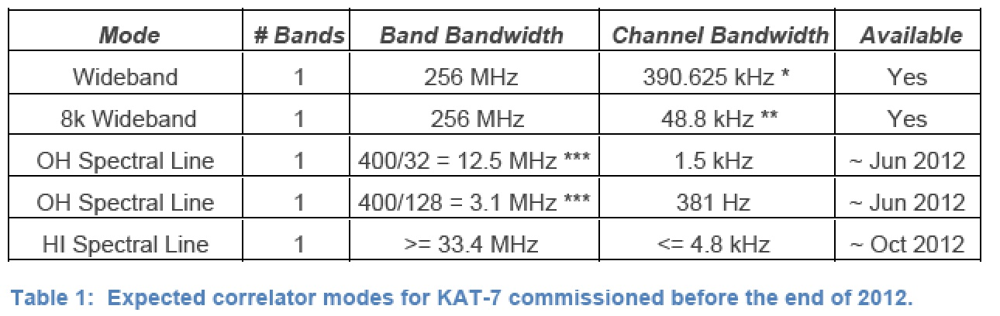 Mode # Bands Band Bandwidth Channel Bandwidth Available
Wideband 1 256 MHz 390.625 kHz * Yes
8k Wideband 1 256 MHz 48.8 kHz ** Yes
OH Spectral Line 1 400/32 = 12.5 MHz *** 1.5 kHz ~ Jun 2012
OH Spectral Line 1 400/128 = 3.1 MHz *** 381 Hz ~ Jun 2012
HI Spectral Line 1 >= 33.4 MHz <= 4.8 kHz ~ Oct 2012
Table 1: Expected correlator modes for KAT-7 commissioned before the end of 2012.